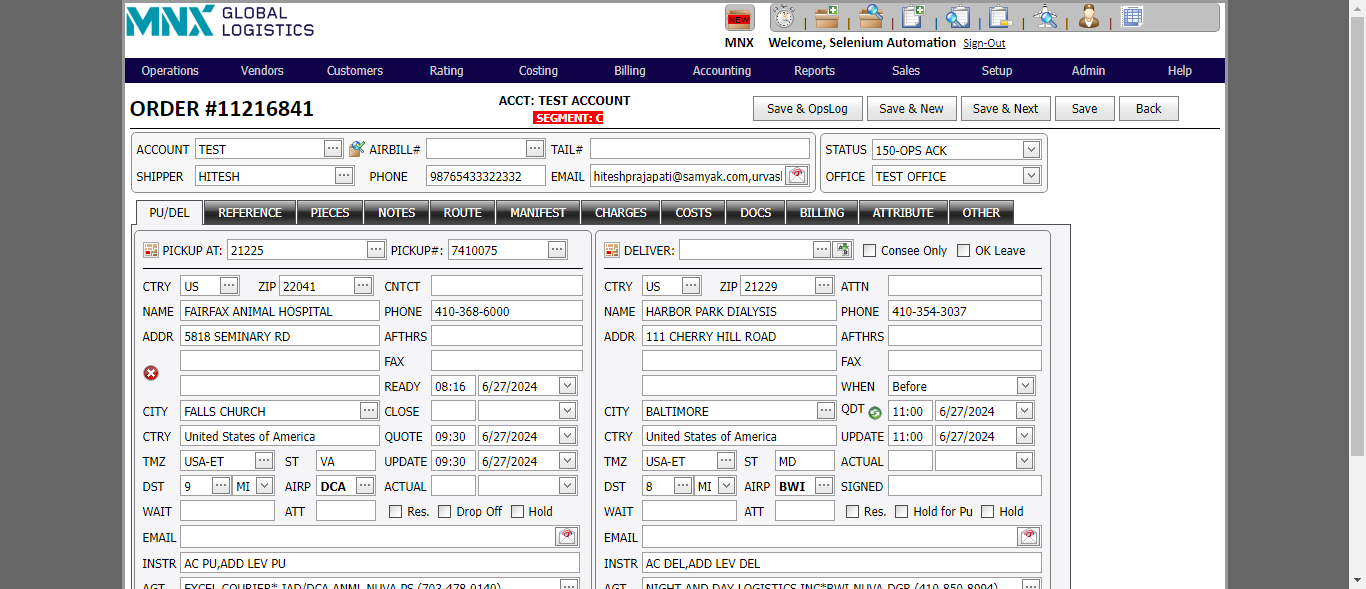 MNX GLOBAL LOGISTICS
NEW
MNX Welcome, Selenium Automation Sign-Out
Operations Vendors Customers Rating Costing Billing Accounting Reports Sales Setup Admin Help
ORDER #11216841
ACCT: TEST ACCOUNT
SEGMENT: C
Save & OpsLog Save & New Save & Next Save Back
ACCOUNT TEST AIRBILL# TAIL# STATUS 150-OPS ACK
SHIPPER HITESH PHONE 98765433322332 EMAIL hiteshprajapati@samyak.com,urvasl OFFICE TEST OFFICE
PU/DEL REFERENCE PIECES NOTES ROUTE MANIFEST CHARGES COSTS DOCS BILLING ATTRIBUTE OTHER
PICKUP AT: 21225 PICKUP#: 7410075 DELIVER: Consee Only OK Leave
CTRY US ZIP 22041 CNTCT CTRY US ZIP 21229 ATTN
NAME FAIRFAX ANIMAL HOSPITAL PHONE 410-368-6000 NAME HARBOR PARK DIALYSIS PHONE 410-354-3037
ADDR 5818 SEMINARY RD AFTHRS ADDR 111 CHERRY HILL ROAD AFTHRS
FAX FAX
READY 08:16 6/27/2024 WHEN Before
CITY FALLS CHURCH CLOSE CITY BALTIMORE QDT 11:00 6/27/2024
CTRY United States of America QUOTE 09:30 6/27/2024 CTRY United States of America UPDATE 11:00 6/27/2024
TMZ USA-ET ST VA UPDATE 09:30 6/27/2024 TMZ USA-ET ST MD ACTUAL
DST 9 MI AIRP DCA ACTUAL DST 8 MI AIRP BWI SIGNED
WAIT ATT Res. Drop Off Hold WAIT ATT Res. Hold for Pu Hold
EMAIL EMAIL
INSTR AC PU,ADD LEV PU INSTR AC DEL,ADD LEV DEL
AGT EXCEL COURIER* IAD/DCA ANML NUVA PS (703-478-0140) AGT NIGHT AND DAY LOGISTICS INC*BWI NUVA DGR (410-850-8994)